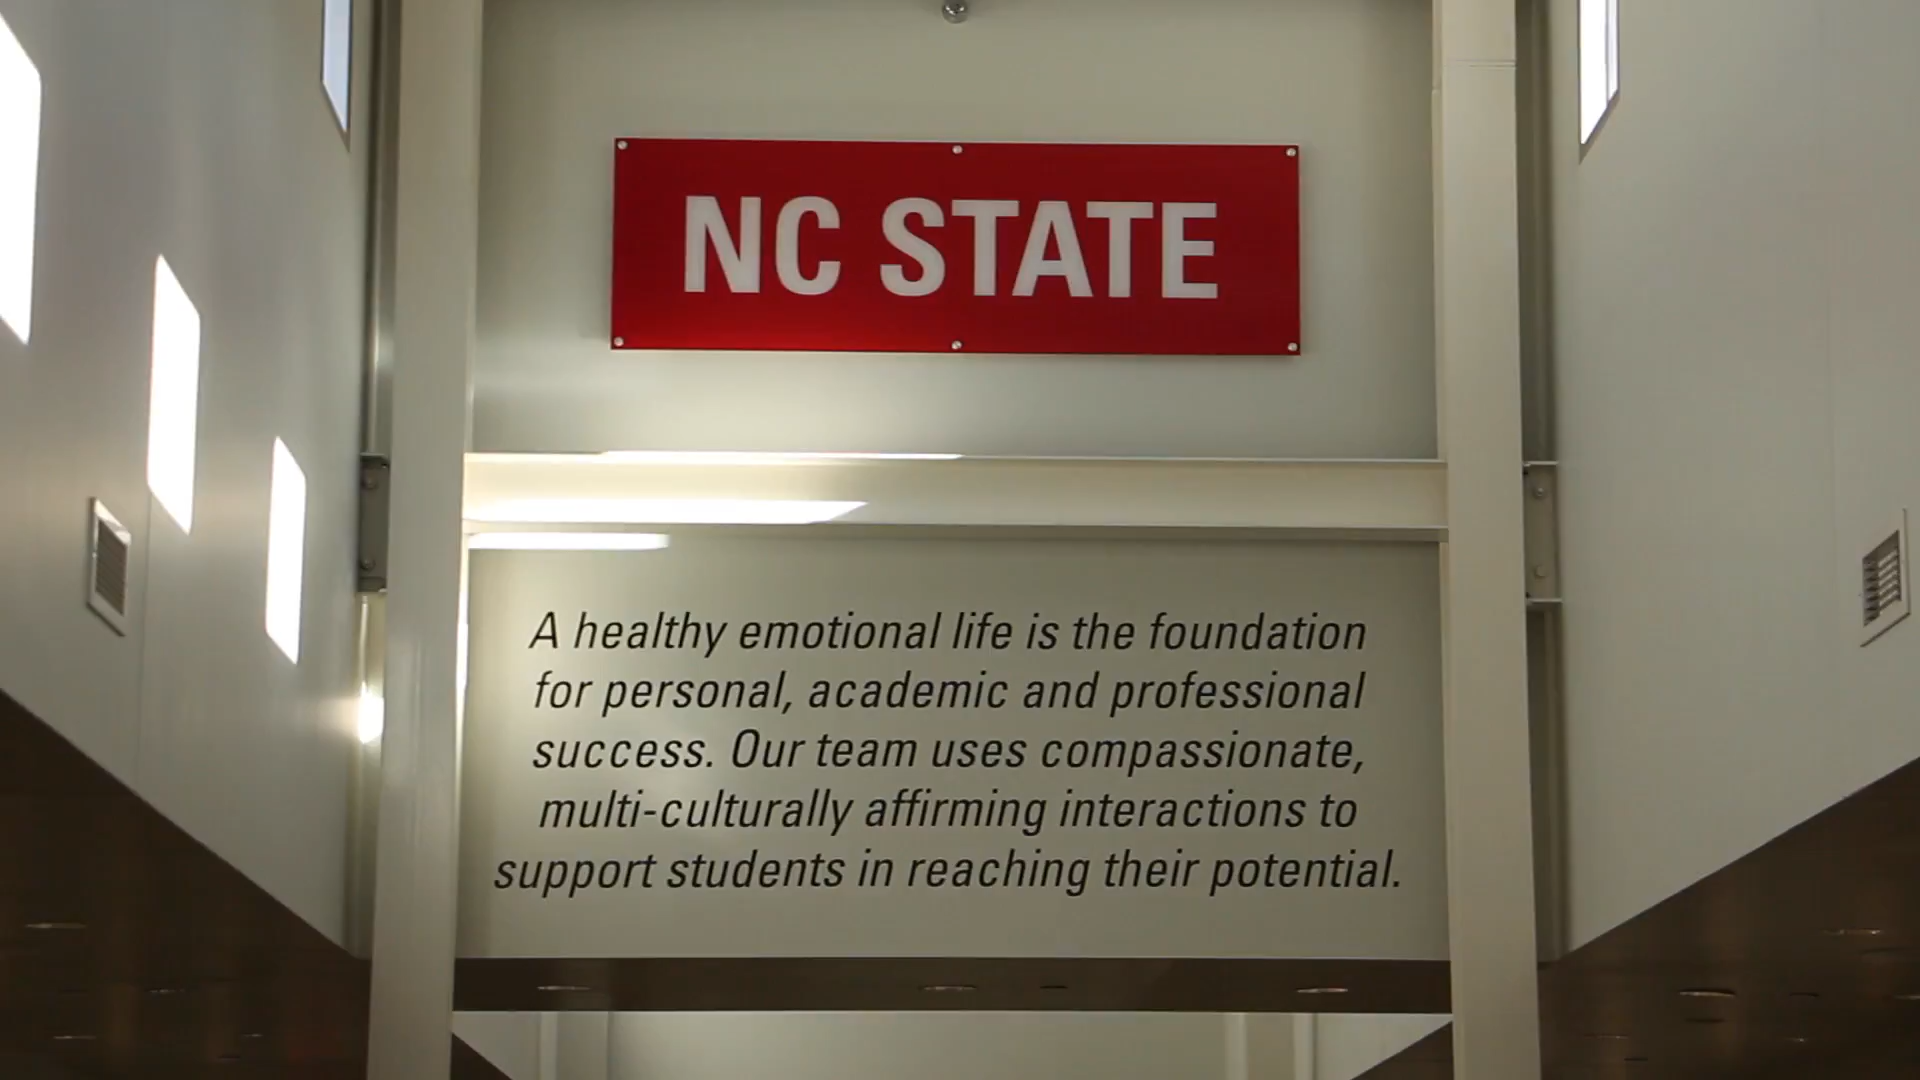 NC STATE
A healthy emotional life is the foundation
for personal, academic and professional
success. Our team uses compassionate,
multi-culturally affirming interactions to
support students in reaching their potential.